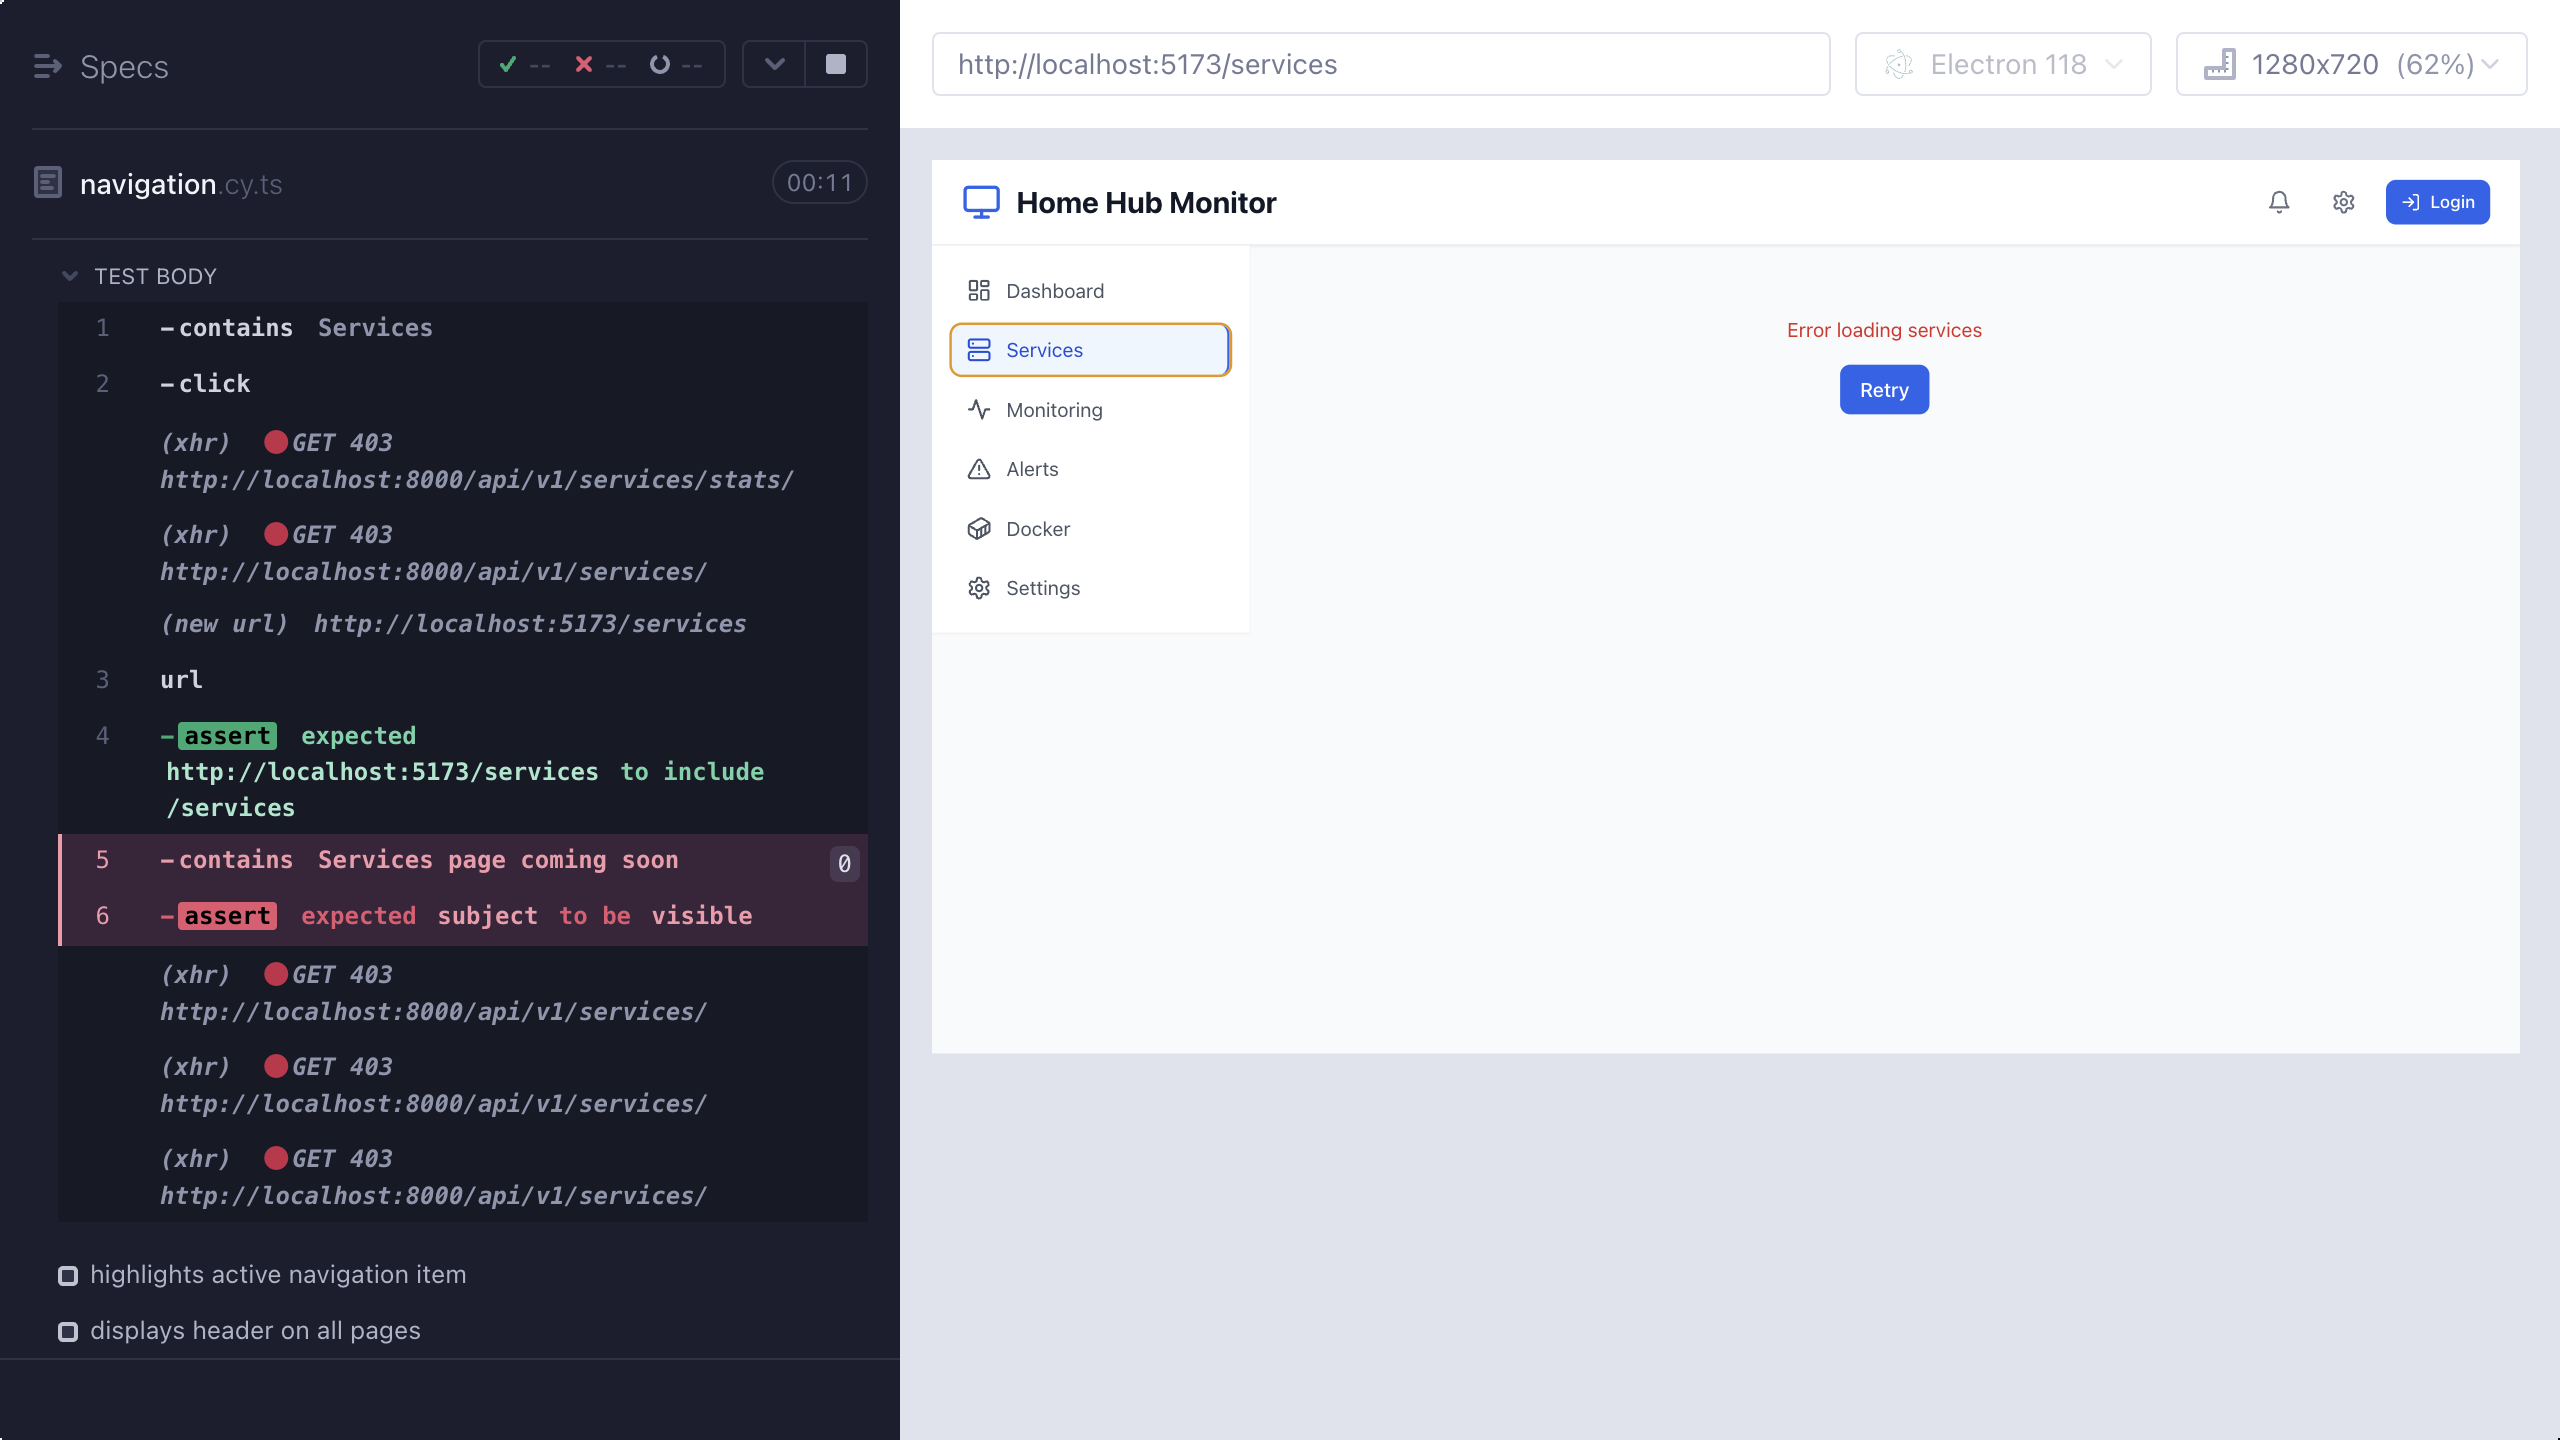 Specs
-- -- --
navigation.cy.ts 00:11
TEST BODY
1 -contains Services
2 -click
(xhr) GET 403
http://localhost:8000/api/v1/services/stats/
(xhr) GET 403
http://localhost:8000/api/v1/services/
(new url) http://localhost:5173/services
3 url
4 -assert expected
http://localhost:5173/services to include
/services
5 -contains Services page coming soon 0
6 -assert expected subject to be visible
(xhr) GET 403
http://localhost:8000/api/v1/services/
(xhr) GET 403
http://localhost:8000/api/v1/services/
(xhr) GET 403
http://localhost:8000/api/v1/services/
highlights active navigation item
displays header on all pages
http://localhost:5173/services
Electron 118
1280x720 (62%)
Home Hub Monitor
Login
Dashboard
Services
Monitoring
Alerts
Docker
Settings
Error loading services
Retry